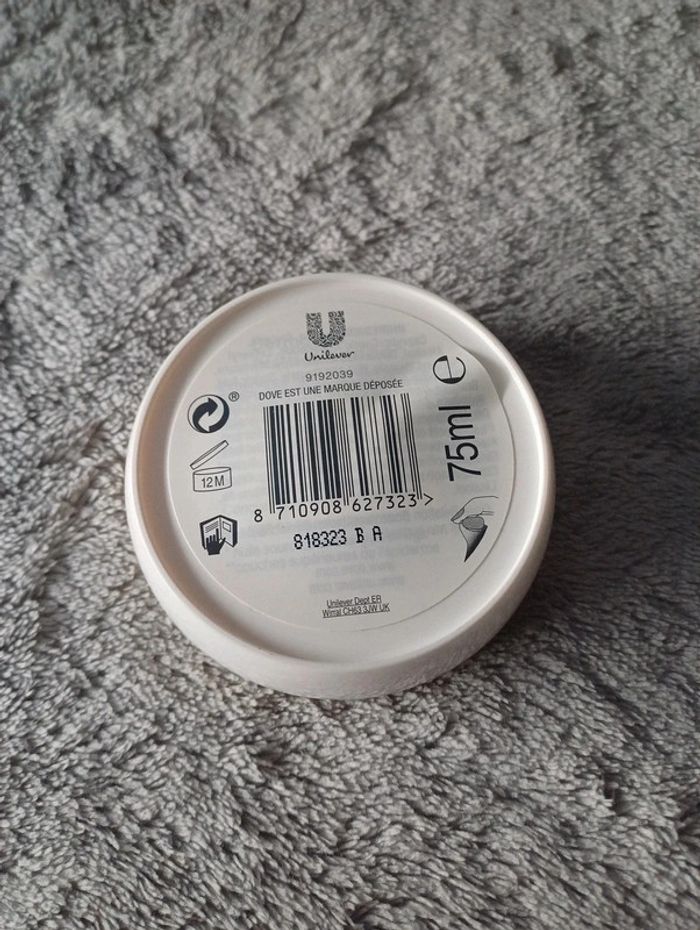 Unilever
9192039
DOVE EST UNE MARQUE DÉPOSÉE
®
75ml e
12M
8 710908 627323 >
818323 B A
Unilever Dept ER
Wirral CH63 3JW UK